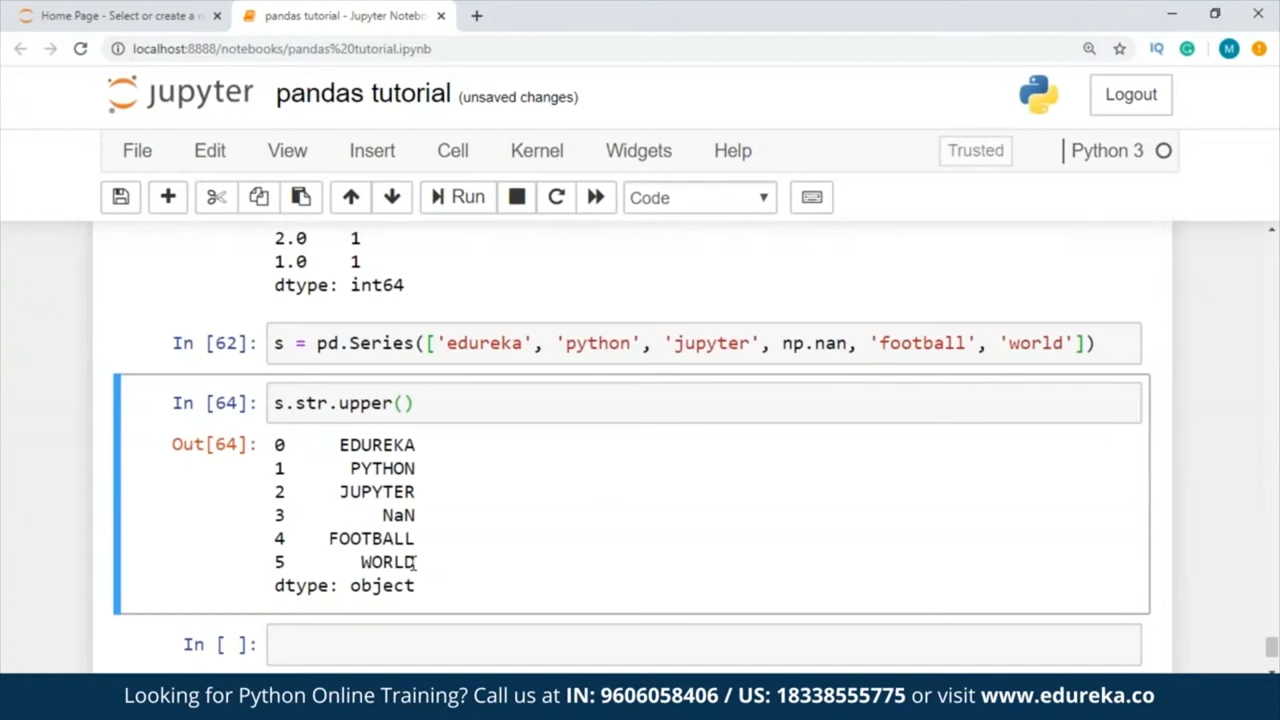 Home Page - Select or create a n
pandas tutorial - Jupyter Notebo
localhost:8888/notebooks/pandas%20tutorial.ipynb
IQ
G
M
jupyter pandas tutorial (unsaved changes)
Logout
File Edit View Insert Cell Kernel Widgets Help
Trusted
Python 3
Run
Code
2.0 1
1.0 1
dtype: int64
In [62]: s = pd.Series(['edureka', 'python', 'jupyter', np.nan, 'football', 'world'])
In [64]: s.str.upper()
Out[64]: 0 EDUREKA
1 PYTHON
2 JUPYTER
3 NaN
4 FOOTBALL
5 WORLD
dtype: object
In [ ]:
Looking for Python Online Training? Call us at IN: 9606058406 / US: 18338555775 or visit www.edureka.co